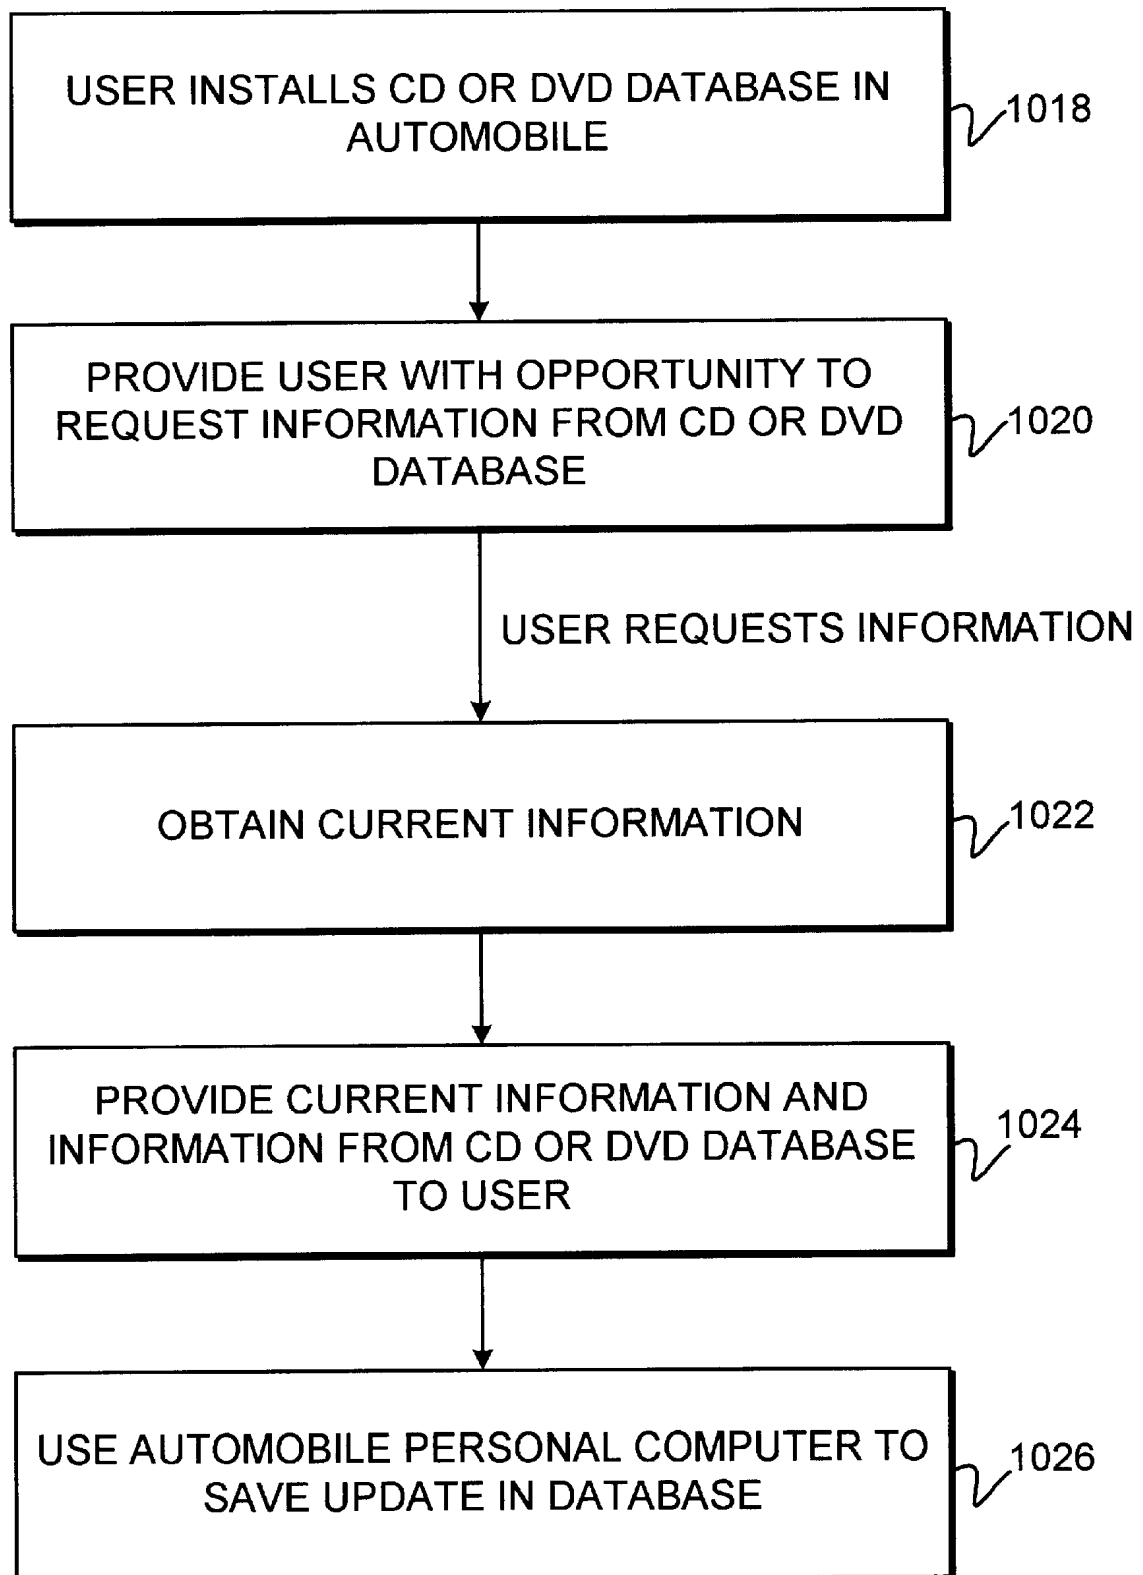 USER INSTALLS CD OR DVD DATABASE IN
AUTOMOBILE
1018
PROVIDE USER WITH OPPORTUNITY TO
REQUEST INFORMATION FROM CD OR DVD
DATABASE
1020
USER REQUESTS INFORMATION
OBTAIN CURRENT INFORMATION
1022
PROVIDE CURRENT INFORMATION AND
INFORMATION FROM CD OR DVD DATABASE
TO USER
1024
USE AUTOMOBILE PERSONAL COMPUTER TO
SAVE UPDATE IN DATABASE
1026